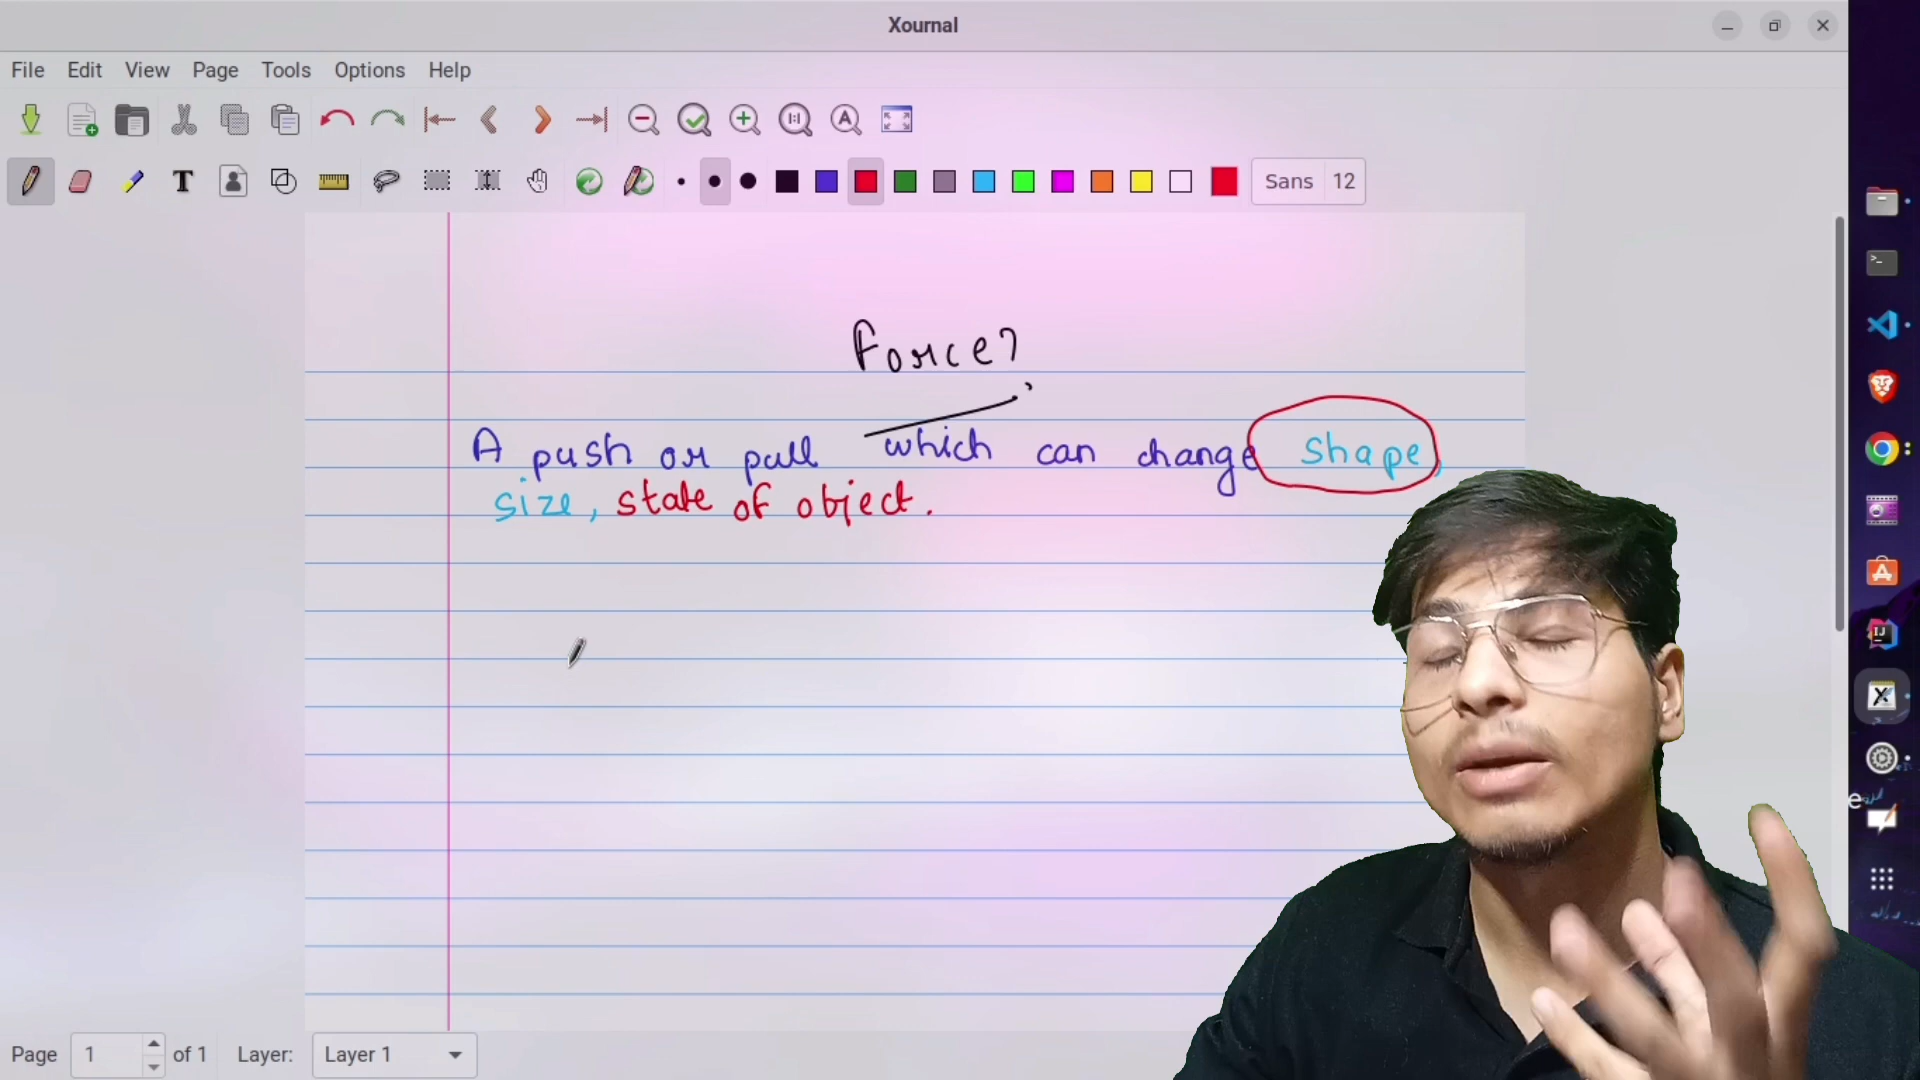 Xournal
File Edit View Page Tools Options Help
T Sans 12
Force?
A push or pull which can change shape,
size, state of object.
Page 1 of 1 Layer: Layer 1